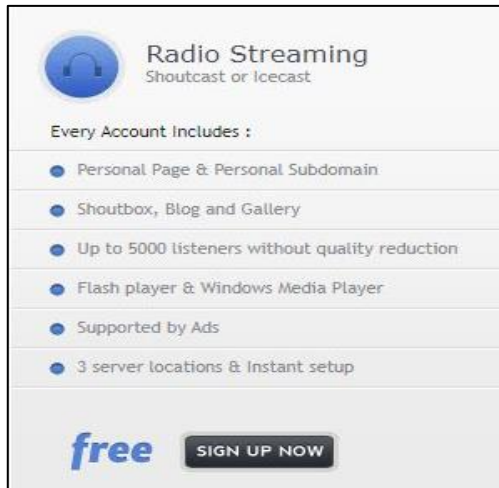 Radio Streaming
Shoutcast or Icecast
Every Account Includes :
Personal Page & Personal Subdomain
Shoutbox, Blog and Gallery
Up to 5000 listeners without quality reduction
Flash player & Windows Media Player
Supported by Ads
3 server locations & Instant setup
free SIGN UP NOW